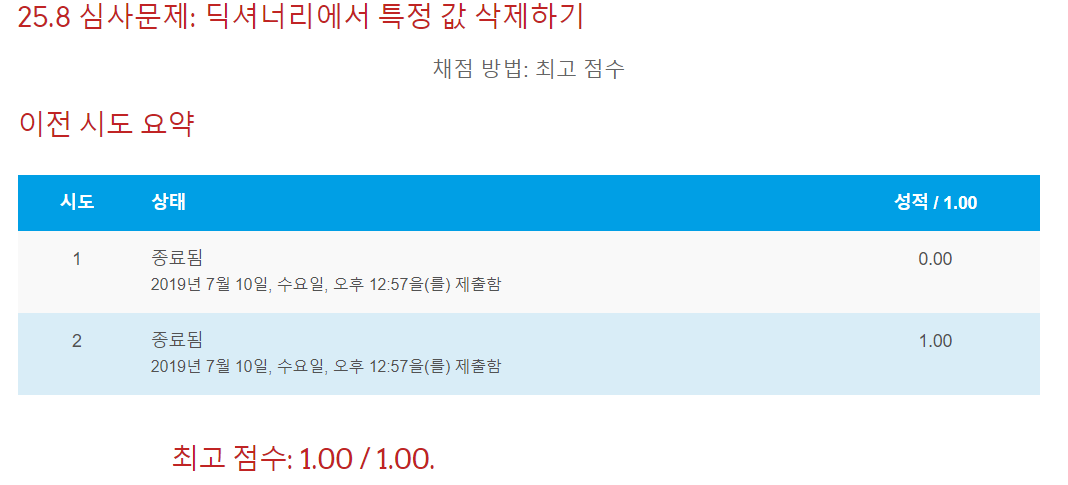 25.8 심사문제: 딕셔너리에서 특정 값 삭제하기
채점 방법: 최고 점수
이전 시도 요약
시도 상태 성적 / 1.00
1 종료됨 0.00
2019년 7월 10일, 수요일, 오후 12:57을(를) 제출함
2 종료됨 1.00
2019년 7월 10일, 수요일, 오후 12:57을(를) 제출함
최고 점수: 1.00 / 1.00.